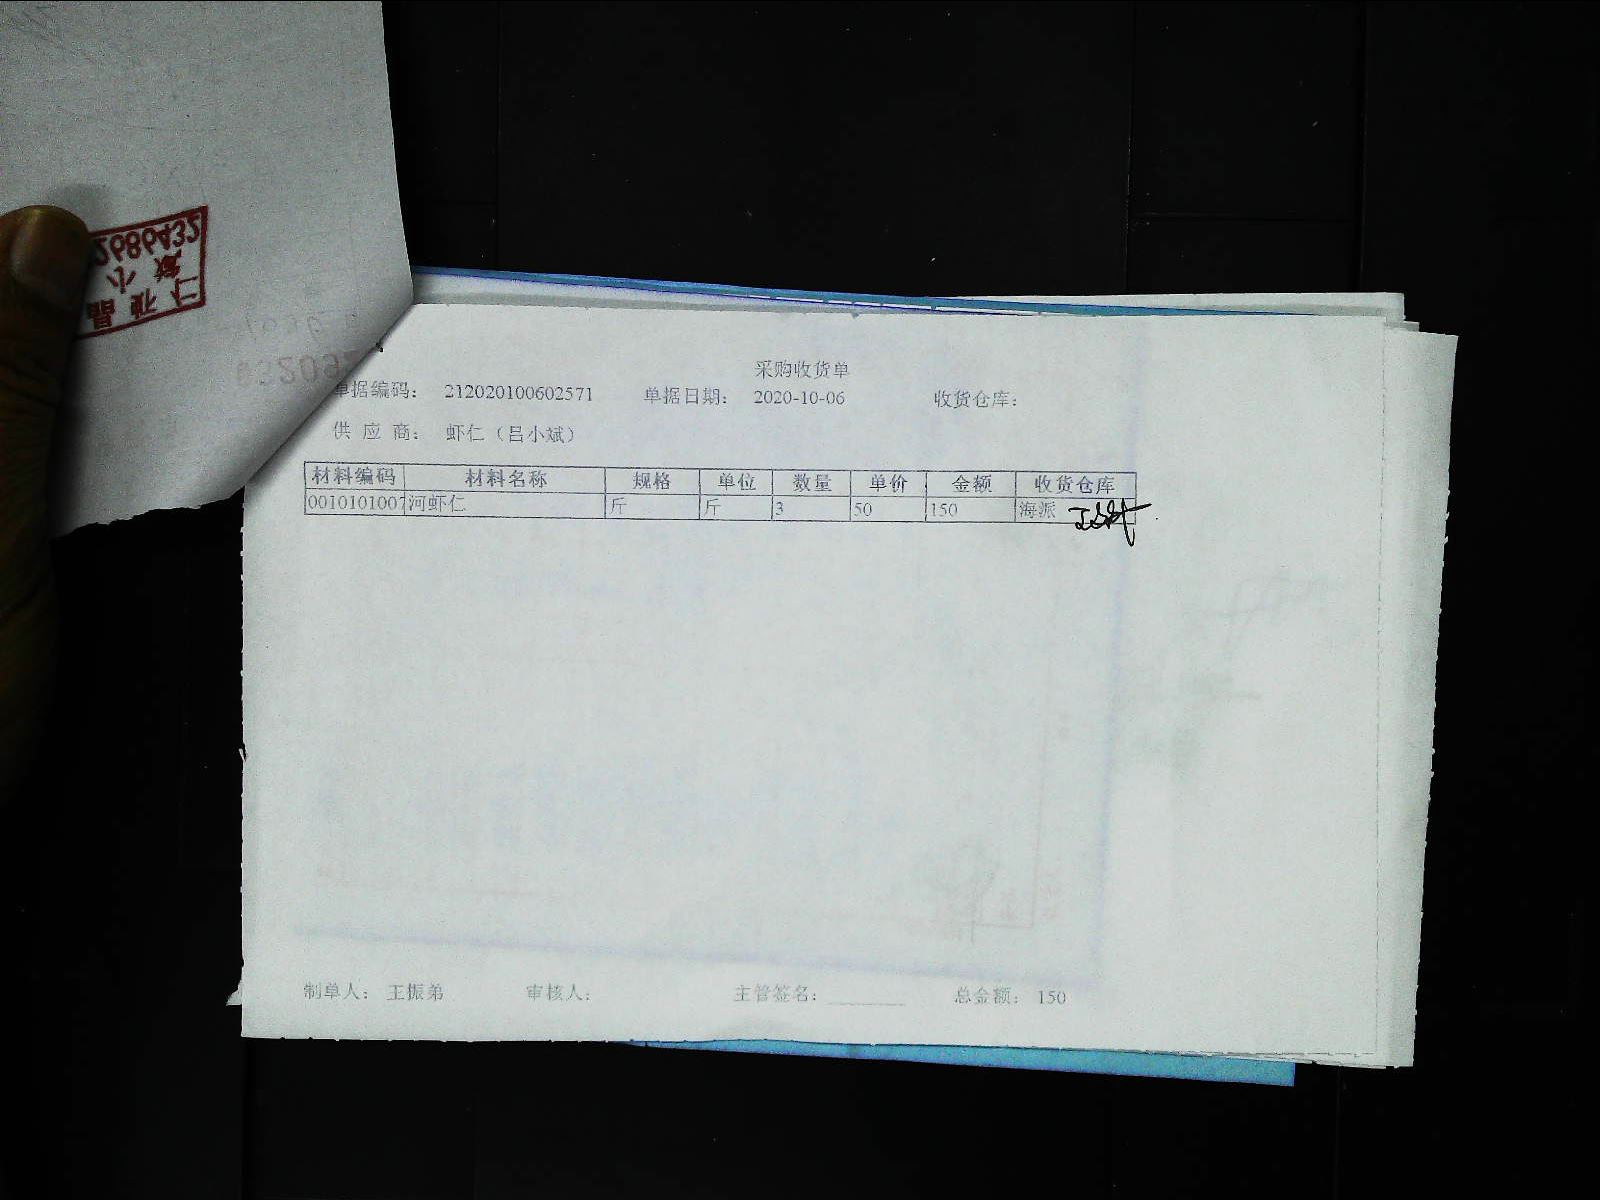 采购收货单
单据编码： 212020100602571 单据日期： 2020-10-06 收货仓库：
供 应 商： 虾仁（吕小斌）
材料编码 材料名称 规格 单位 数量 单价 金额 收货仓库
0010101007 河虾仁 斤 斤 3 50 150 海派
制单人： 王振弟 审核人： 主管签名： 总金额： 150